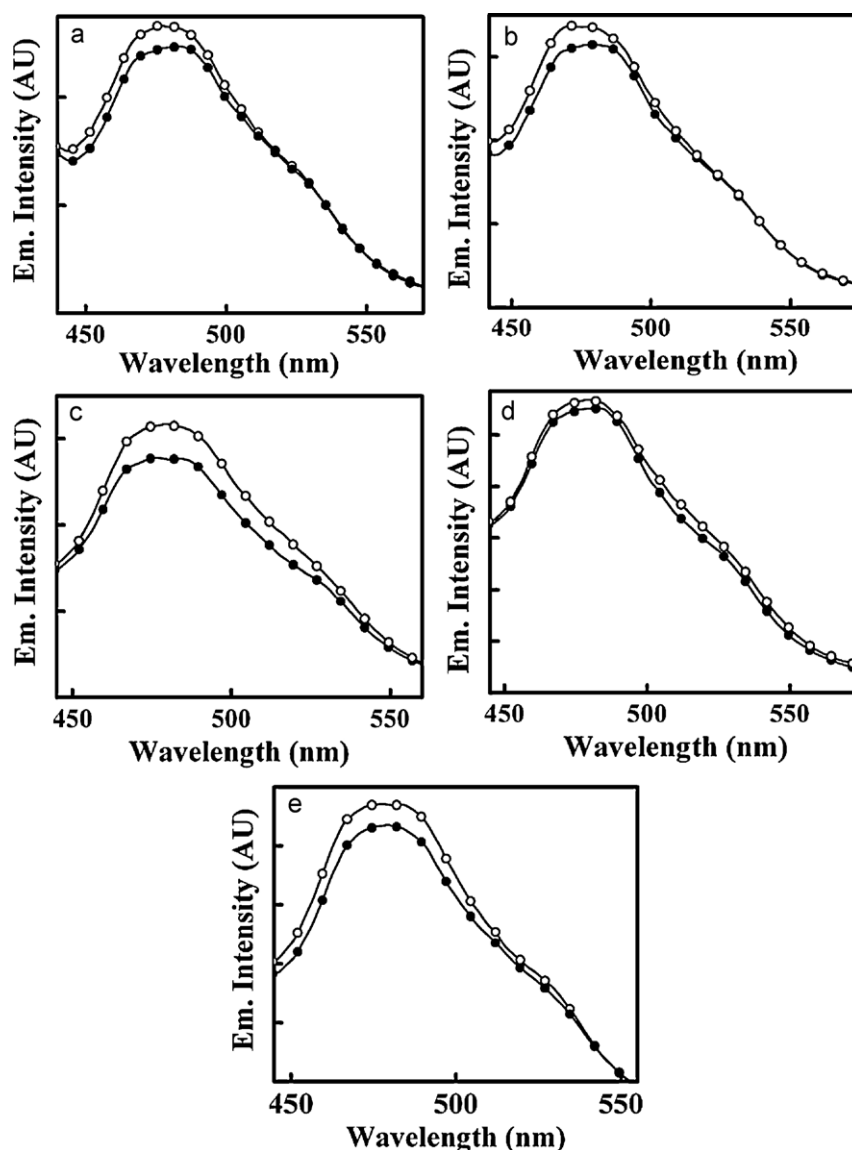 a
Em. Intensity (AU)
450 500 550
Wavelength (nm)
b
Em. Intensity (AU)
450 500 550
Wavelength (nm)
c
Em. Intensity (AU)
450 500 550
Wavelength (nm)
d
Em. Intensity (AU)
450 500 550
Wavelength (nm)
e
Em. Intensity (AU)
450 500 550
Wavelength (nm)